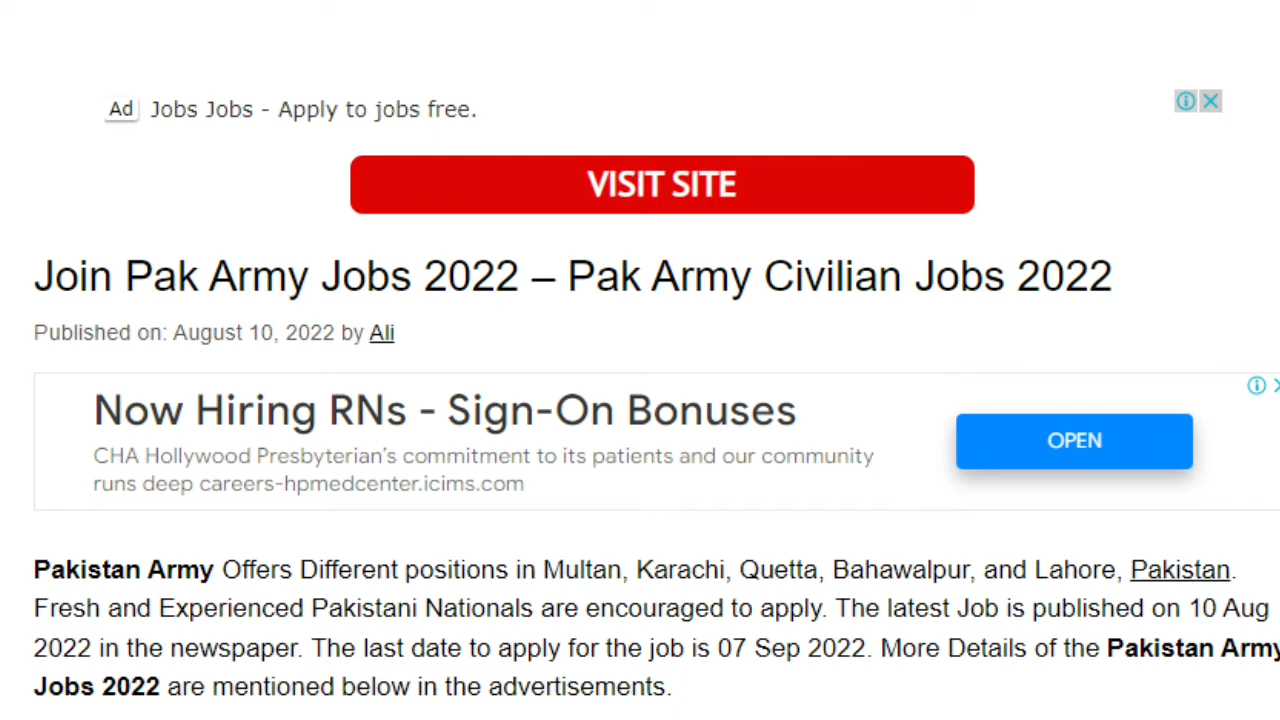 Ad Jobs Jobs - Apply to jobs free.
VISIT SITE
Join Pak Army Jobs 2022 – Pak Army Civilian Jobs 2022
Published on: August 10, 2022 by Ali
Now Hiring RNs - Sign-On Bonuses
CHA Hollywood Presbyterian's commitment to its patients and our community
runs deep careers-hpmedcenter.icims.com
OPEN
Pakistan Army Offers Different positions in Multan, Karachi, Quetta, Bahawalpur, and Lahore, Pakistan.
Fresh and Experienced Pakistani Nationals are encouraged to apply. The latest Job is published on 10 Aug
2022 in the newspaper. The last date to apply for the job is 07 Sep 2022. More Details of the Pakistan Army
Jobs 2022 are mentioned below in the advertisements.